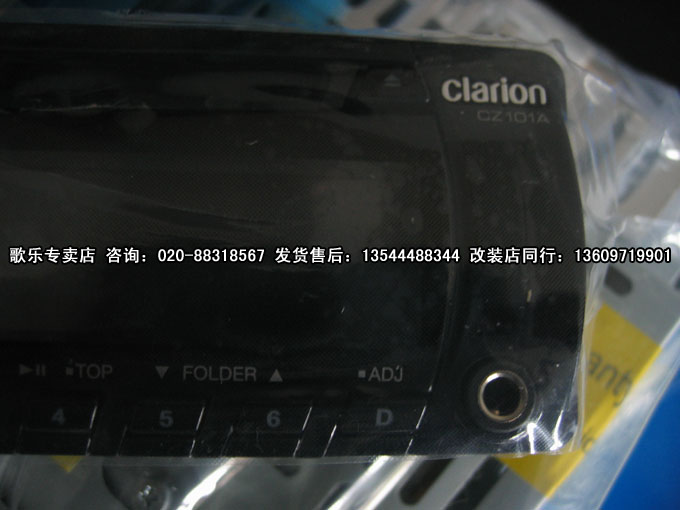 clarion
CZ101A
歌乐专卖店 咨询：020-88318567 发货售后：13544488344 改装店同行：13609719901
TOP ▼ FOLDER ▲ ADJ
4 5 6 D